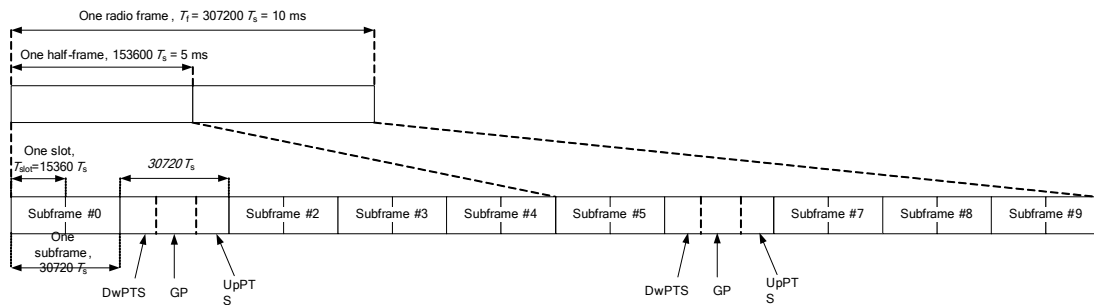 One radio frame , Tf = 307200 Ts = 10 ms
One half-frame, 153600 Ts = 5 ms
One slot,
Tslot=15360 Ts
30720 Ts
Subframe #0
Subframe #2
Subframe #3
Subframe #4
Subframe #5
Subframe #7
Subframe #8
Subframe #9
One
subframe,
30720 Ts
DwPTS
GP
UpPT
S
DwPTS
GP
UpPT
S